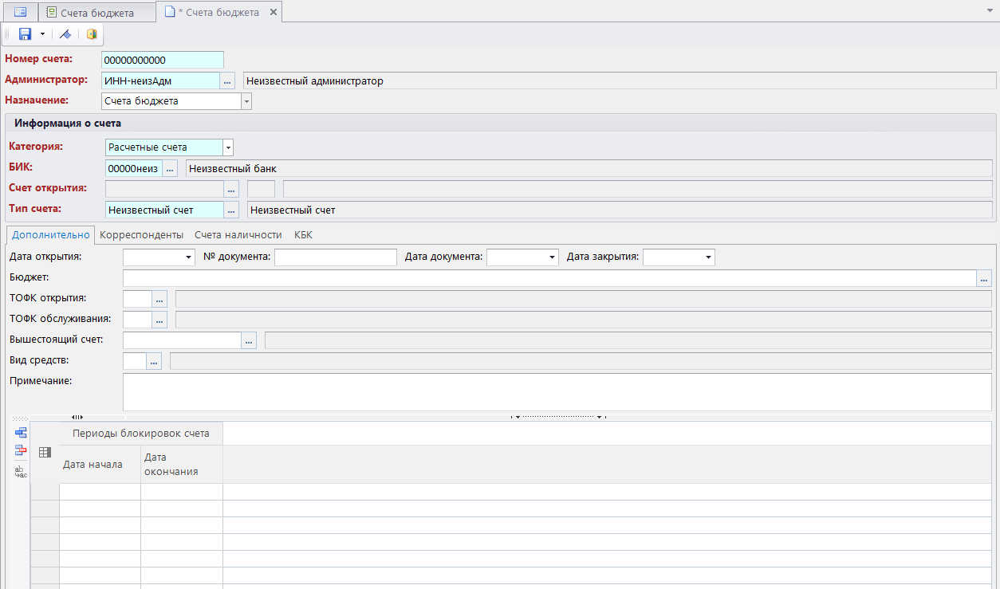 Счета бюджета
* Счета бюджета
Номер счета: 00000000000
Администратор: ИНН-неизАдм ... Неизвестный администратор
Назначение: Счета бюджета
Информация о счета
Категория: Расчетные счета
БИК: 00000неиз ... Неизвестный банк
Счет открытия: ...
Тип счета: Неизвестный счет ... Неизвестный счет
Дополнительно Корреспонденты Счета наличности КБК
Дата открытия: № документа: Дата документа: Дата закрытия:
Бюджет: ...
ТОФК открытия: ...
ТОФК обслуживания: ...
Вышестоящий счет: ...
Вид средств: ...
Примечание:
Периоды блокировок счета
Дата начала
Дата
окончания
ab
ac